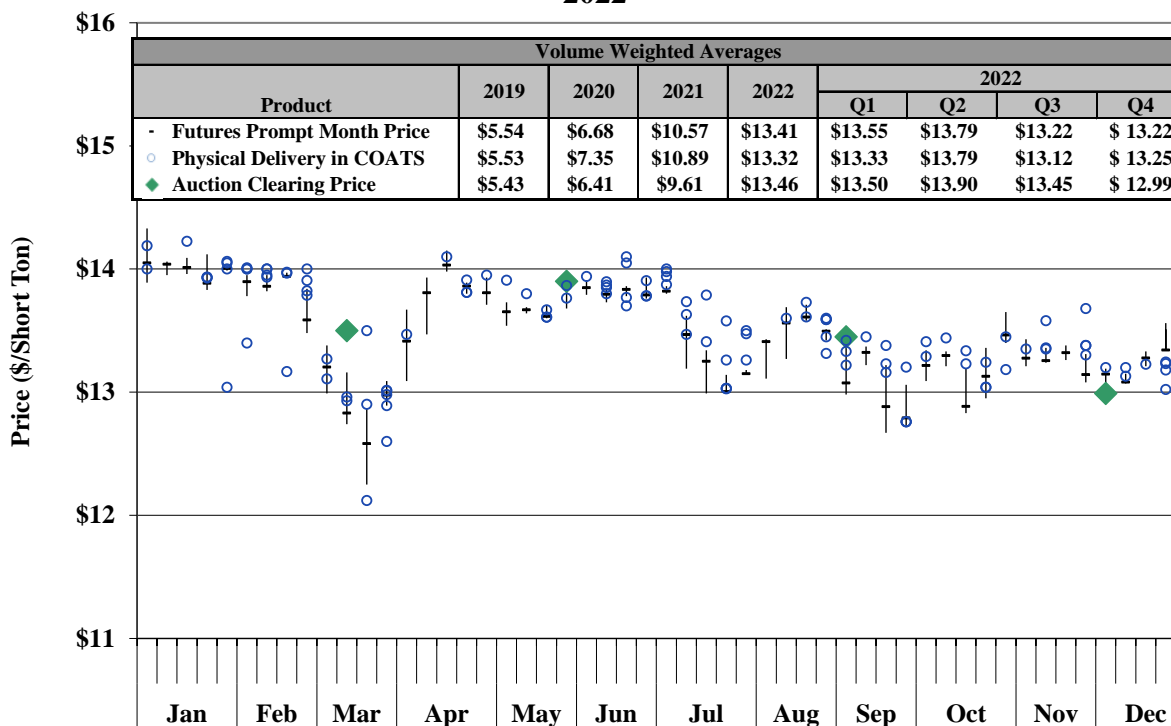 2022
$16
Volume Weighted Averages
Product 2019 2020 2021 2022 2022
Q1 Q2 Q3 Q4
Futures Prompt Month Price $5.54 $6.68 $10.57 $13.41 $13.55 $13.79 $13.22 $ 13.22
Physical Delivery in COATS $5.53 $7.35 $10.89 $13.32 $13.33 $13.79 $13.12 $ 13.25
Auction Clearing Price $5.43 $6.41 $9.61 $13.46 $13.50 $13.90 $13.45 $ 12.99
$15
$14
$13
$12
$11
Price ($/Short Ton)
Jan Feb Mar Apr May Jun Jul Aug Sep Oct Nov Dec